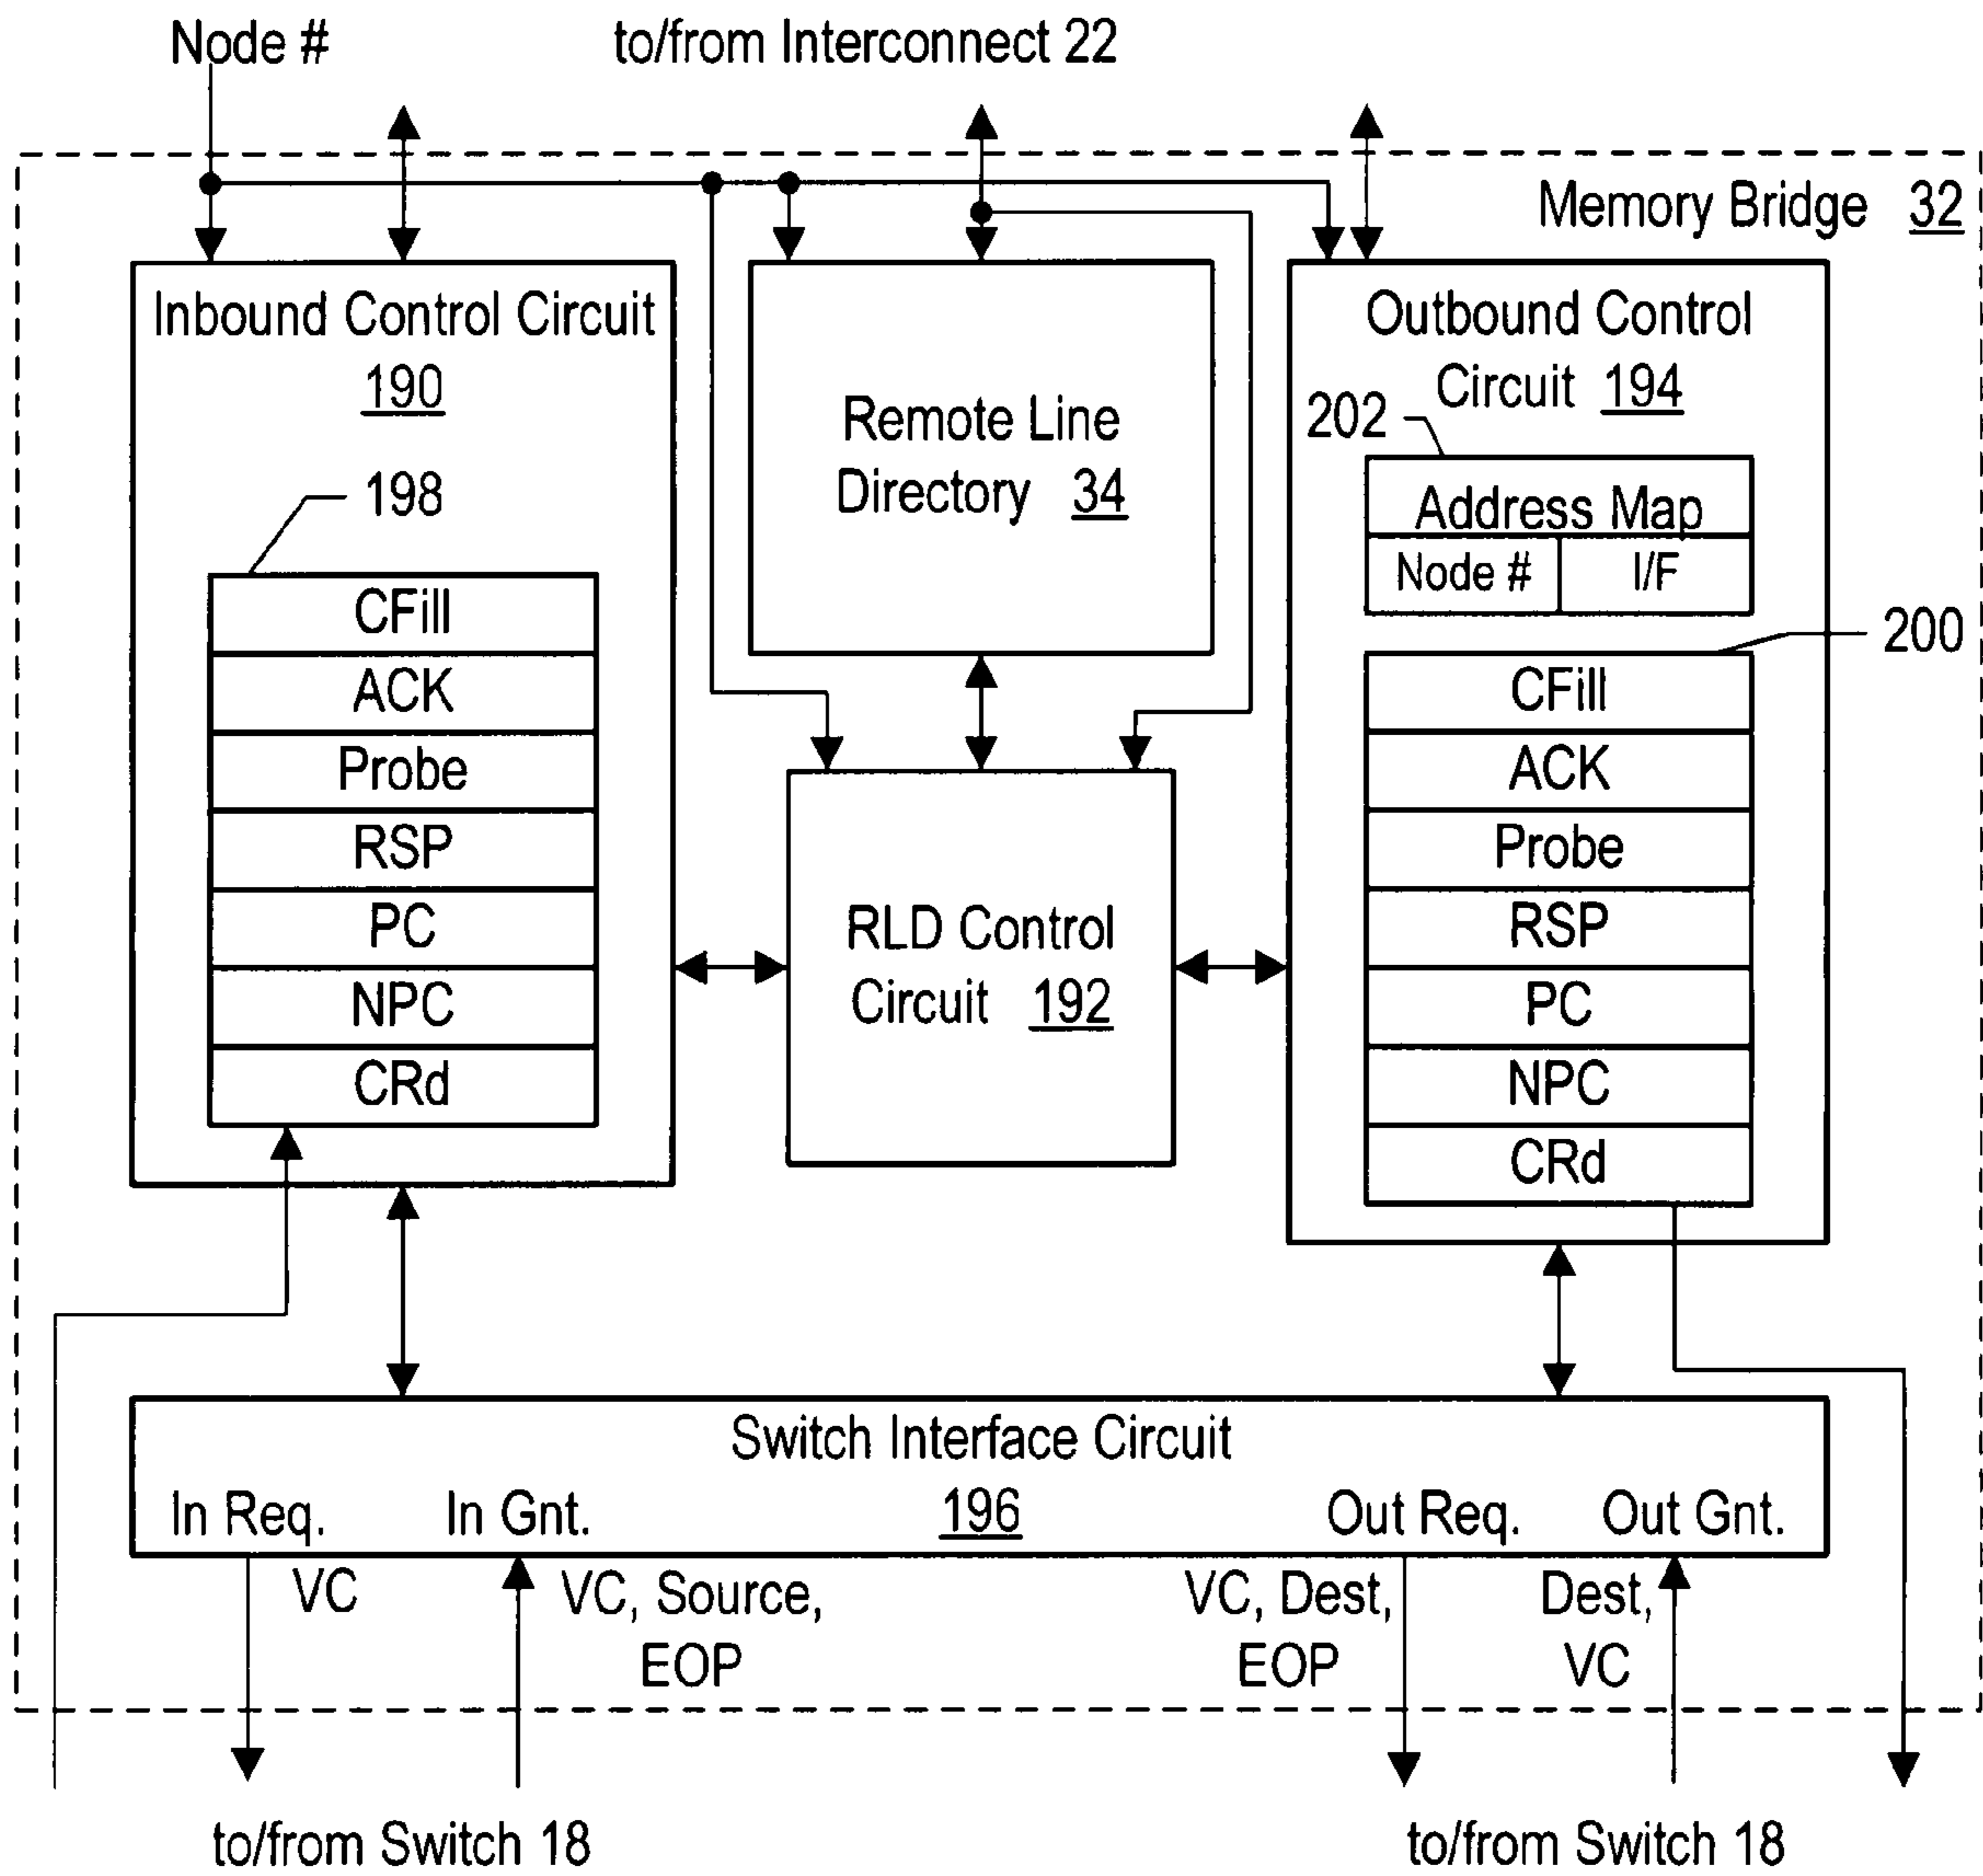 Node #
to/from Interconnect 22
Memory Bridge 32
Inbound Control Circuit
190
198
CFill
ACK
Probe
RSP
PC
NPC
CRd
Remote Line
Directory 34
RLD Control
Circuit 192
Outbound Control
Circuit 194
202
Address Map
Node # I/F
200
CFill
ACK
Probe
RSP
PC
NPC
CRd
Switch Interface Circuit
196
In Req. In Gnt. Out Req. Out Gnt.
VC
VC, Source,
EOP
VC, Dest,
EOP
Dest,
VC
to/from Switch 18
to/from Switch 18